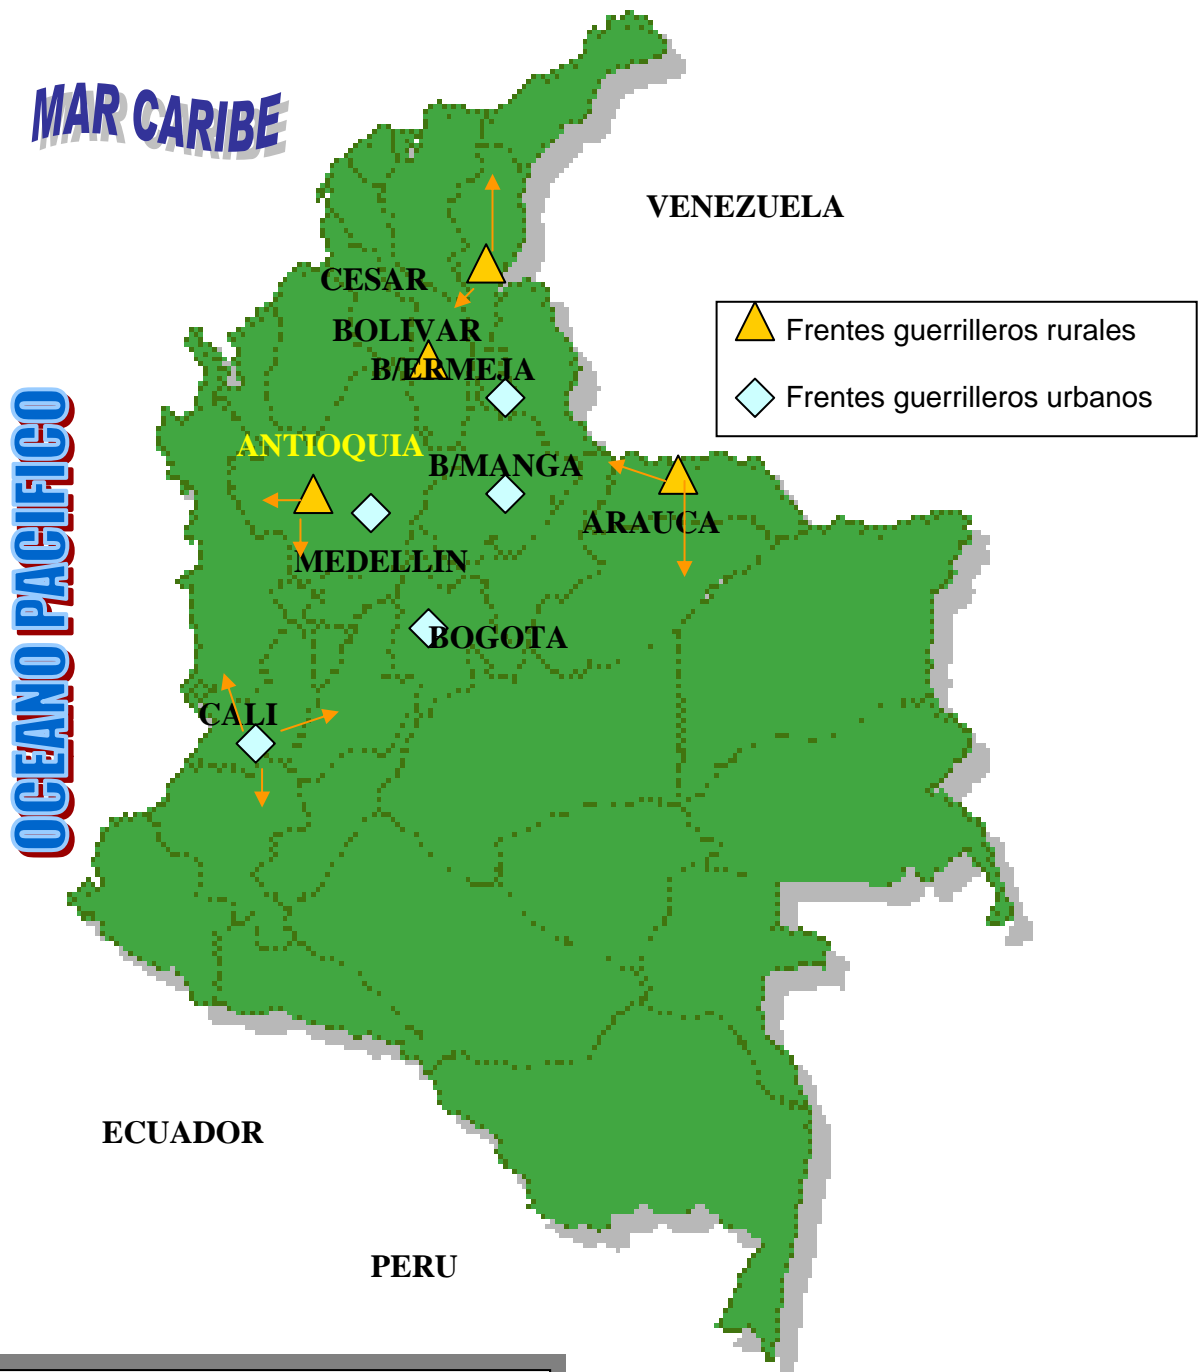 MAR CARIBE
VENEZUELA
CESAR
Frentes guerrilleros rurales
BOLIVAR
B/ERMEJA
Frentes guerrilleros urbanos
OCEANO PACIFICO
ANTIOQUIA
B/MANGA
ARAUCA
MEDELLIN
BOGOTA
CALI
ECUADOR
PERU